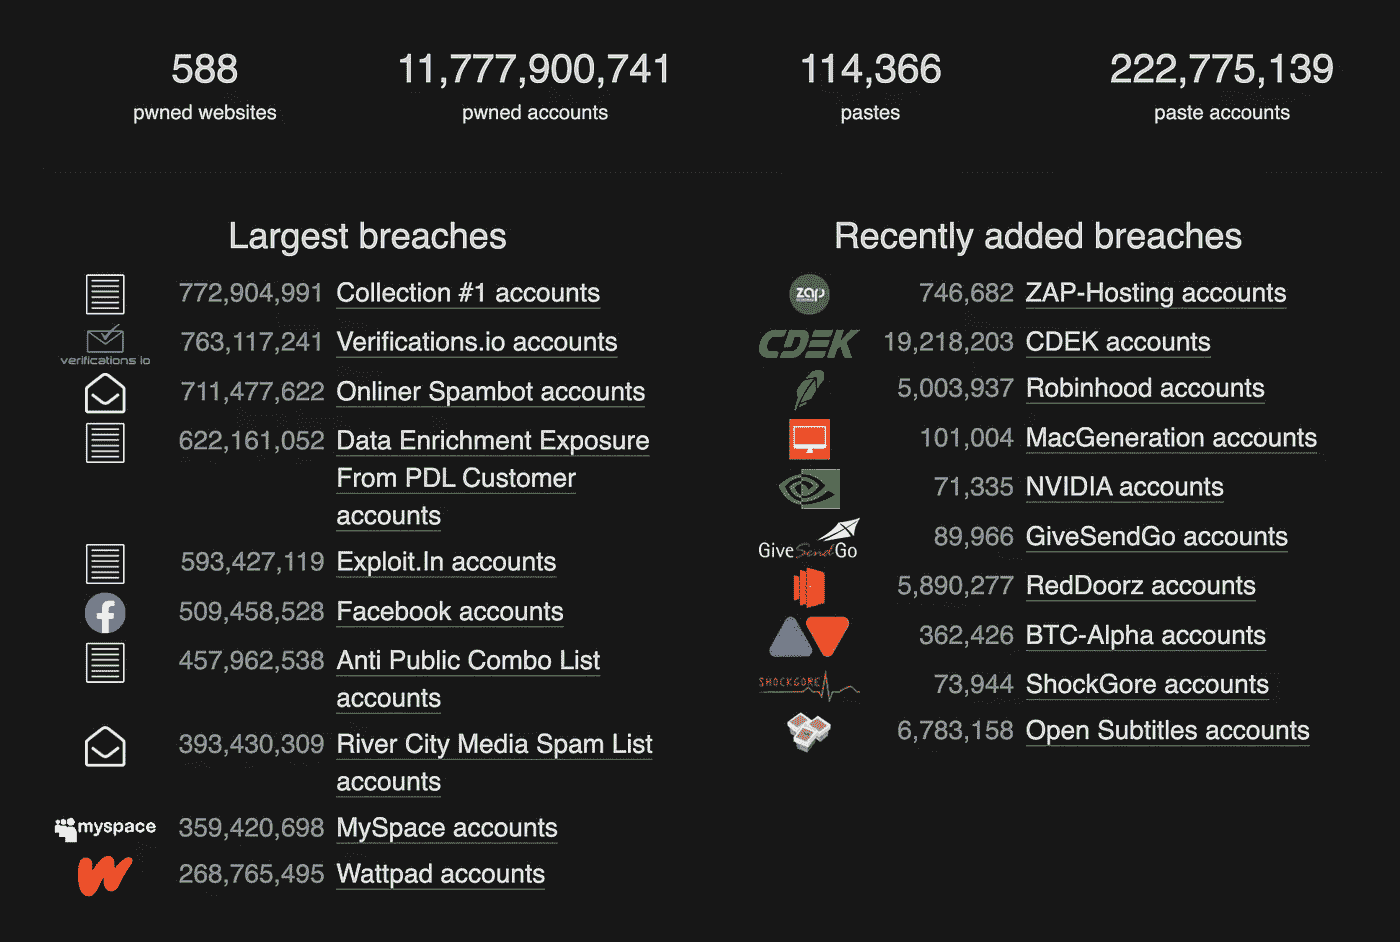 588
pwned websites
11,777,900,741
pwned accounts
114,366
pastes
222,775,139
paste accounts
Largest breaches
772,904,991 Collection #1 accounts
verifications io
763,117,241 Verifications.io accounts
711,477,622 Onliner Spambot accounts
622,161,052 Data Enrichment Exposure
From PDL Customer
accounts
593,427,119 Exploit.In accounts
509,458,528 Facebook accounts
457,962,538 Anti Public Combo List
accounts
393,430,309 River City Media Spam List
accounts
myspace 359,420,698 MySpace accounts
268,765,495 Wattpad accounts
Recently added breaches
zap 746,682 ZAP-Hosting accounts
CDEK 19,218,203 CDEK accounts
5,003,937 Robinhood accounts
101,004 MacGeneration accounts
71,335 NVIDIA accounts
GiveSendGo 89,966 GiveSendGo accounts
5,890,277 RedDoorz accounts
362,426 BTC-Alpha accounts
SHOCKGORE 73,944 ShockGore accounts
6,783,158 Open Subtitles accounts